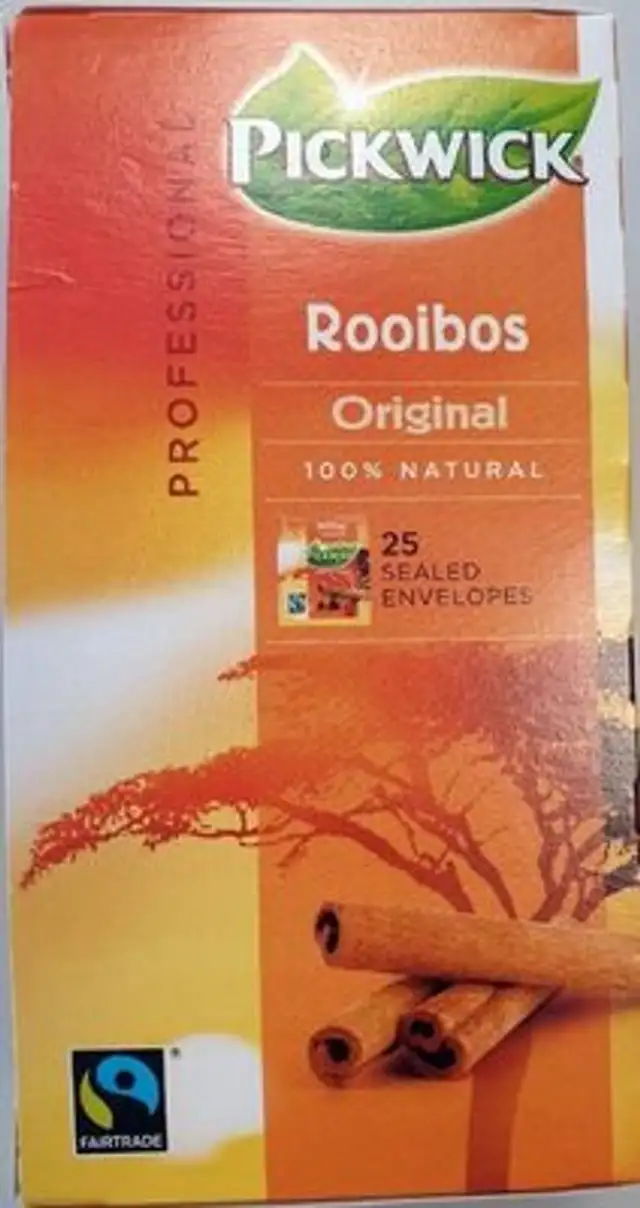 PROFESSIONAL
PICKWICK
Rooibos
Original
100% NATURAL
25
SEALED
ENVELOPES
FAIRTRADE